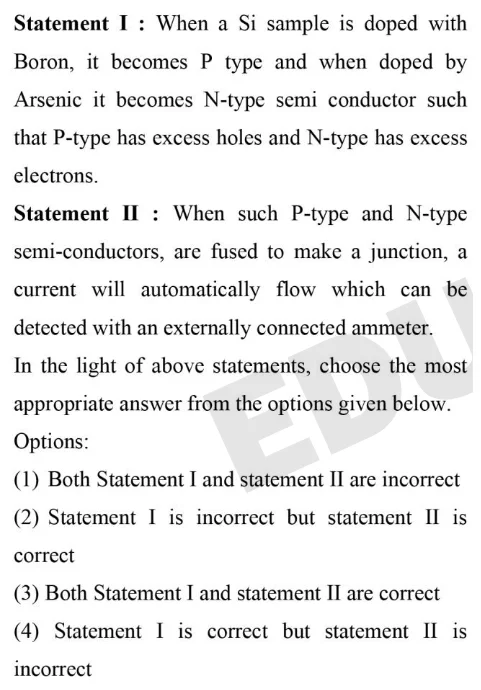 Statement I : When a Si sample is doped with
Boron, it becomes P type and when doped by
Arsenic it becomes N-type semi conductor such
that P-type has excess holes and N-type has excess
electrons.
Statement II : When such P-type and N-type
semi-conductors, are fused to make a junction, a
current will automatically flow which can be
detected with an externally connected ammeter.
In the light of above statements, choose the most
appropriate answer from the options given below.
Options:
(1) Both Statement I and statement II are incorrect
(2) Statement I is incorrect but statement II is
correct
(3) Both Statement I and statement II are correct
(4) Statement I is correct but statement II is
incorrect
EDU